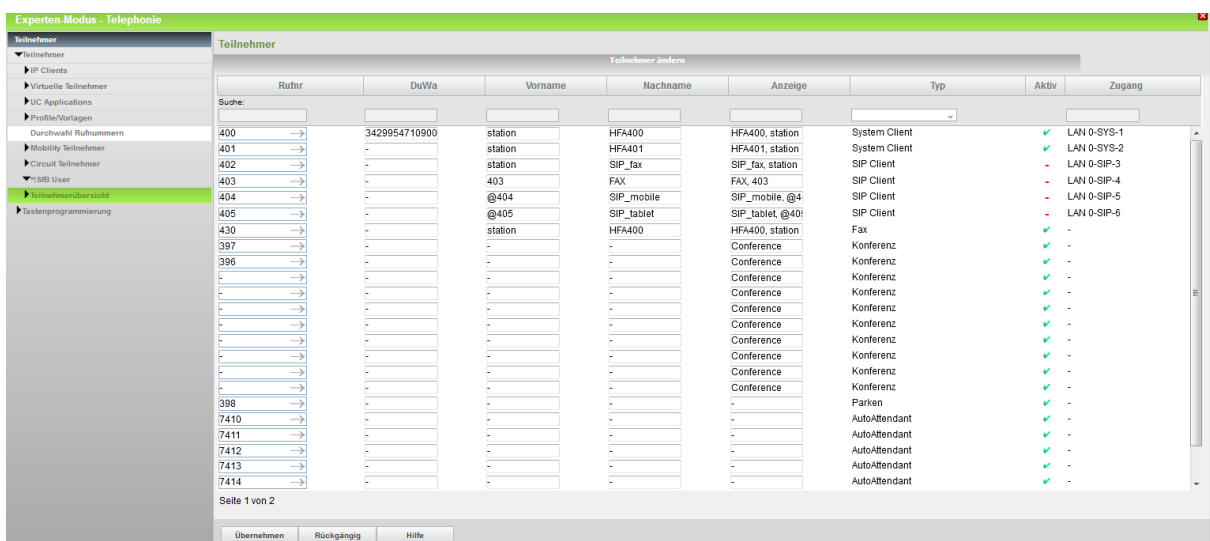 Experten-Modus - Telephonie
Teilnehmer
Teilnehmer
IP Clients
Virtuelle Teilnehmer
UC Applications
Profile/Vorlagen
Durchwahl Rufnummern
Mobility Teilnehmer
Circuit Teilnehmer
*!SfB User
Teilnehmerübersicht
Tastenprogrammierung
Teilnehmer
Teilnehmer ändern
Rufnr DuWa Vorname Nachname Anzeige Typ Aktiv Zugang
Suche:
400 3429954710900 station HFA400 HFA400, station System Client LAN 0-SYS-1
401 - station HFA401 HFA401, station System Client LAN 0-SYS-2
402 - station SIP_fax SIP_fax, station SIP Client - LAN 0-SIP-3
403 - 403 FAX FAX, 403 SIP Client - LAN 0-SIP-4
404 - @404 SIP_mobile SIP_mobile, @4 SIP Client - LAN 0-SIP-5
405 - @405 SIP_tablet SIP_tablet, @40 SIP Client - LAN 0-SIP-6
430 - station HFA400 HFA400, station Fax -
397 - - - Conference Konferenz -
396 - - - Conference Konferenz -
- - - - Conference Konferenz -
- - - - Conference Konferenz -
- - - - Conference Konferenz -
- - - - Conference Konferenz -
- - - - Conference Konferenz -
- - - - Conference Konferenz -
- - - - Conference Konferenz -
- - - - Conference Konferenz -
398 - - - - Parken -
7410 - - - - AutoAttendant -
7411 - - - - AutoAttendant -
7412 - - - - AutoAttendant -
7413 - - - - AutoAttendant -
7414 - - - - AutoAttendant -
Seite 1 von 2
Übernehmen Rückgängig Hilfe